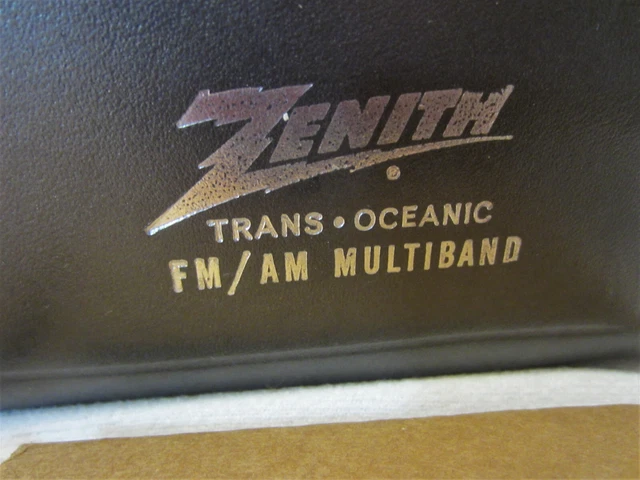 ZENITH
®
TRANS • OCEANIC
FM/AM MULTIBAND